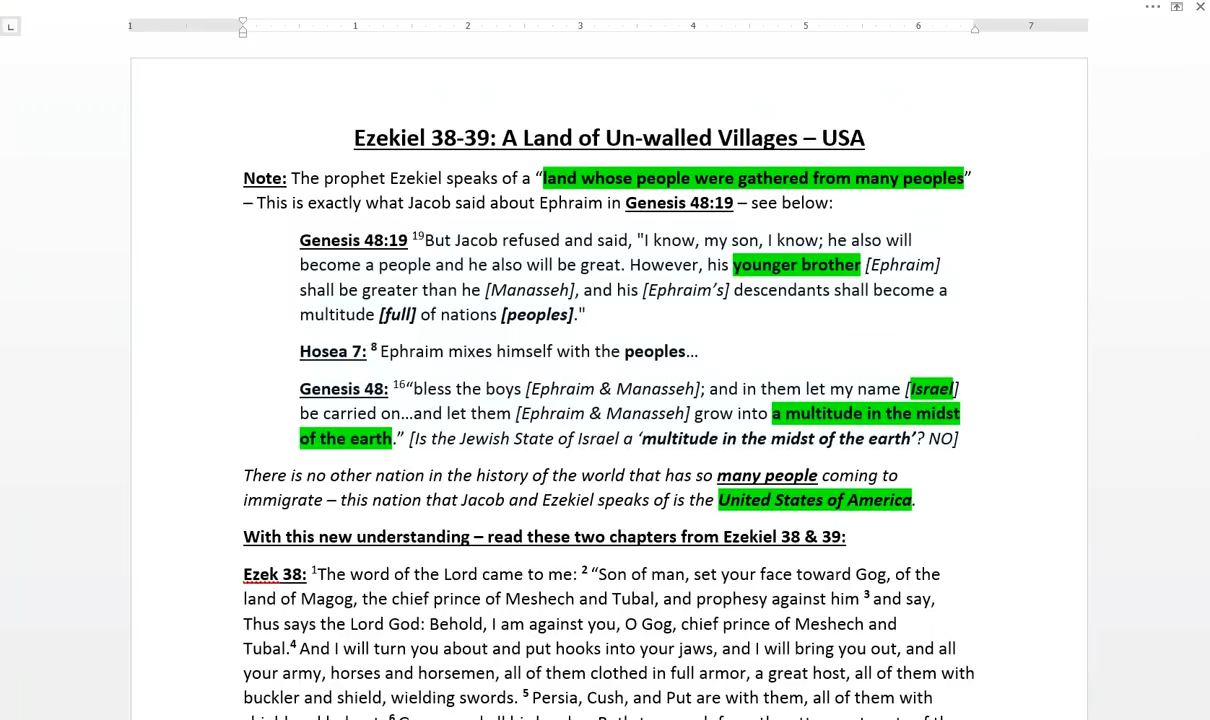 1 1 2 3 4 5 6 7
Ezekiel 38-39: A Land of Un-walled Villages – USA
Note: The prophet Ezekiel speaks of a “land whose people were gathered from many peoples”
– This is exactly what Jacob said about Ephraim in Genesis 48:19 – see below:
Genesis 48:19 19But Jacob refused and said, "I know, my son, I know; he also will
become a people and he also will be great. However, his younger brother [Ephraim]
shall be greater than he [Manasseh], and his [Ephraim’s] descendants shall become a
multitude [full] of nations [peoples]."
Hosea 7: 8 Ephraim mixes himself with the peoples…
Genesis 48: 16“bless the boys [Ephraim & Manasseh]; and in them let my name [Israel]
be carried on…and let them [Ephraim & Manasseh] grow into a multitude in the midst
of the earth.” [Is the Jewish State of Israel a ‘multitude in the midst of the earth’? NO]
There is no other nation in the history of the world that has so many people coming to
immigrate – this nation that Jacob and Ezekiel speaks of is the United States of America.
With this new understanding – read these two chapters from Ezekiel 38 & 39:
Ezek 38: 1The word of the Lord came to me: 2 “Son of man, set your face toward Gog, of the
land of Magog, the chief prince of Meshech and Tubal, and prophesy against him 3 and say,
Thus says the Lord God: Behold, I am against you, O Gog, chief prince of Meshech and
Tubal.4 And I will turn you about and put hooks into your jaws, and I will bring you out, and all
your army, horses and horsemen, all of them clothed in full armor, a great host, all of them with
buckler and shield, wielding swords. 5 Persia, Cush, and Put are with them, all of them with